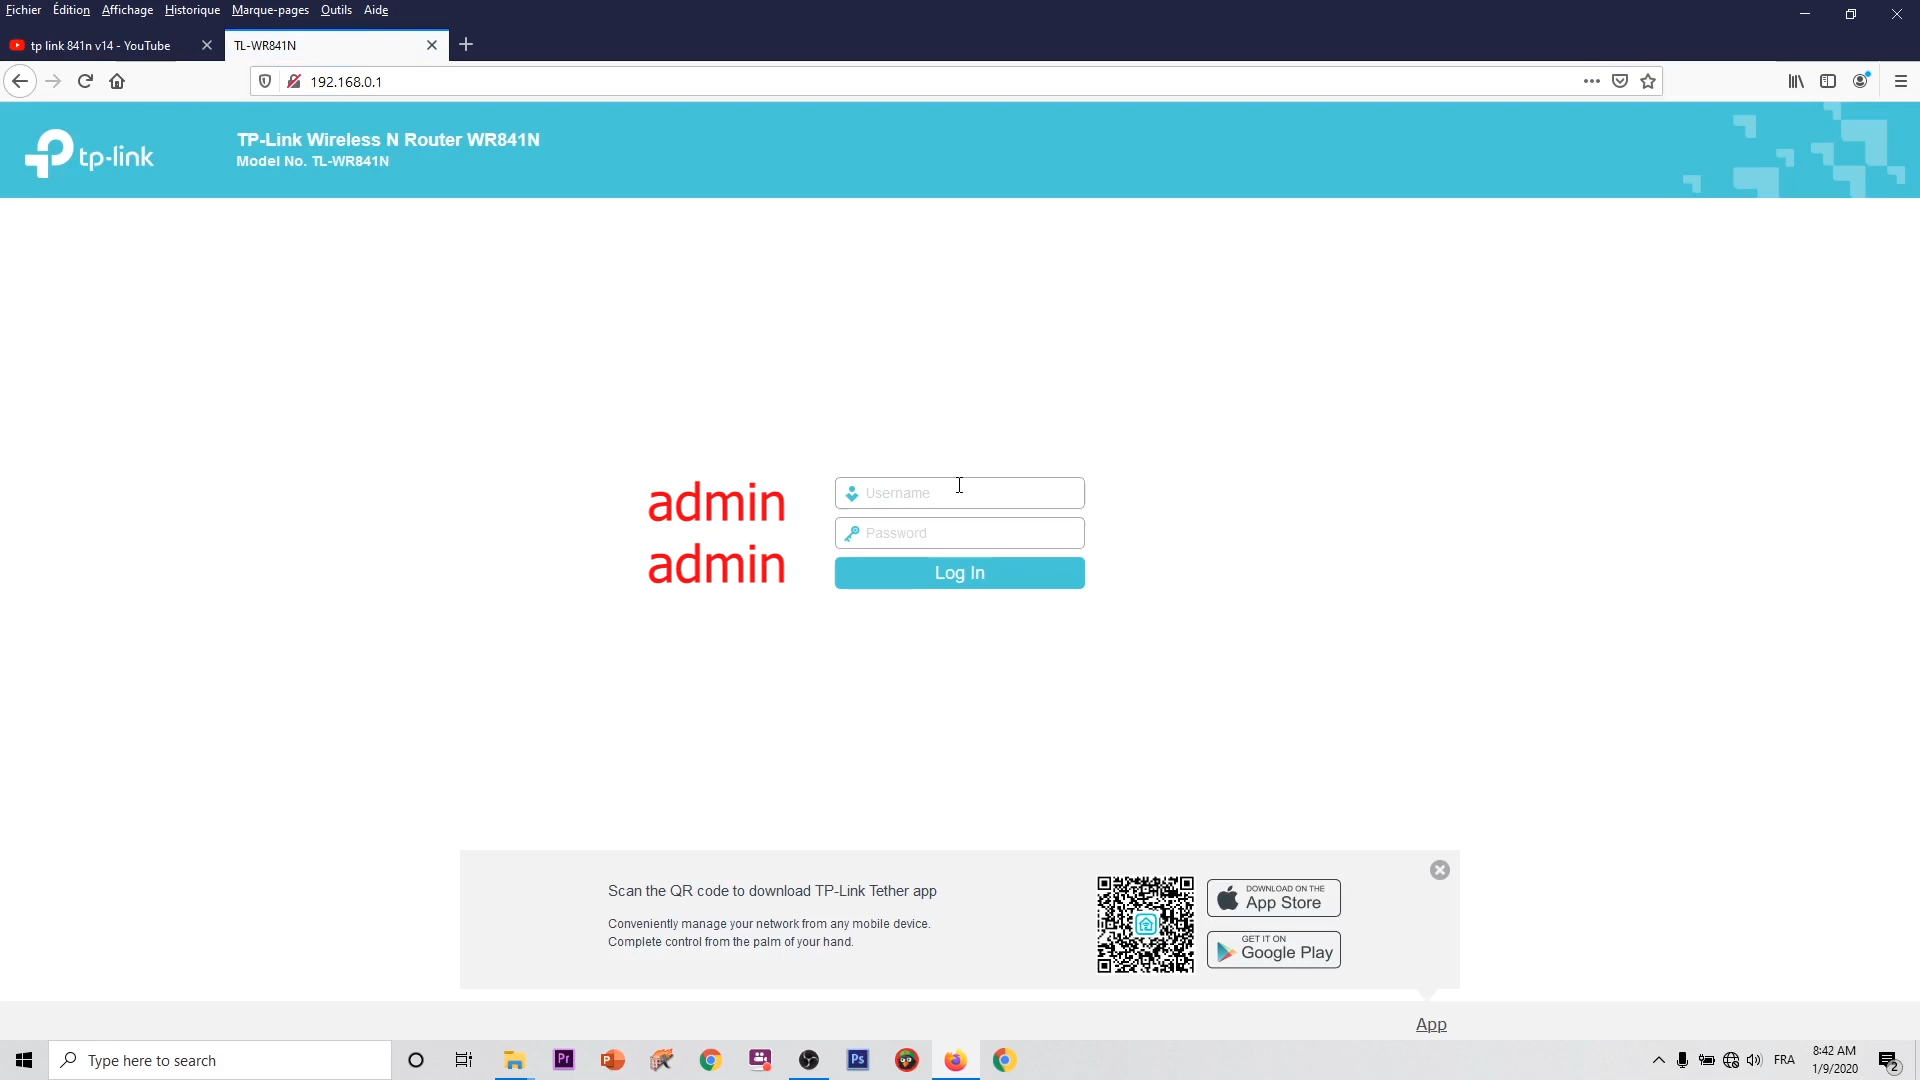 Fichier Édition Affichage Historique Marque-pages Outils Aide
tp link 841n v14 - YouTube
TL-WR841N
192.168.0.1
tp-link
TP-Link Wireless N Router WR841N
Model No. TL-WR841N
admin
Username
admin
Password
Log In
Scan the QR code to download TP-Link Tether app
Conveniently manage your network from any mobile device.
Complete control from the palm of your hand.
DOWNLOAD ON THE
App Store
GET IT ON
Google Play
App
Type here to search
Pr
Ps
FRA
8:42 AM
1/9/2020
2